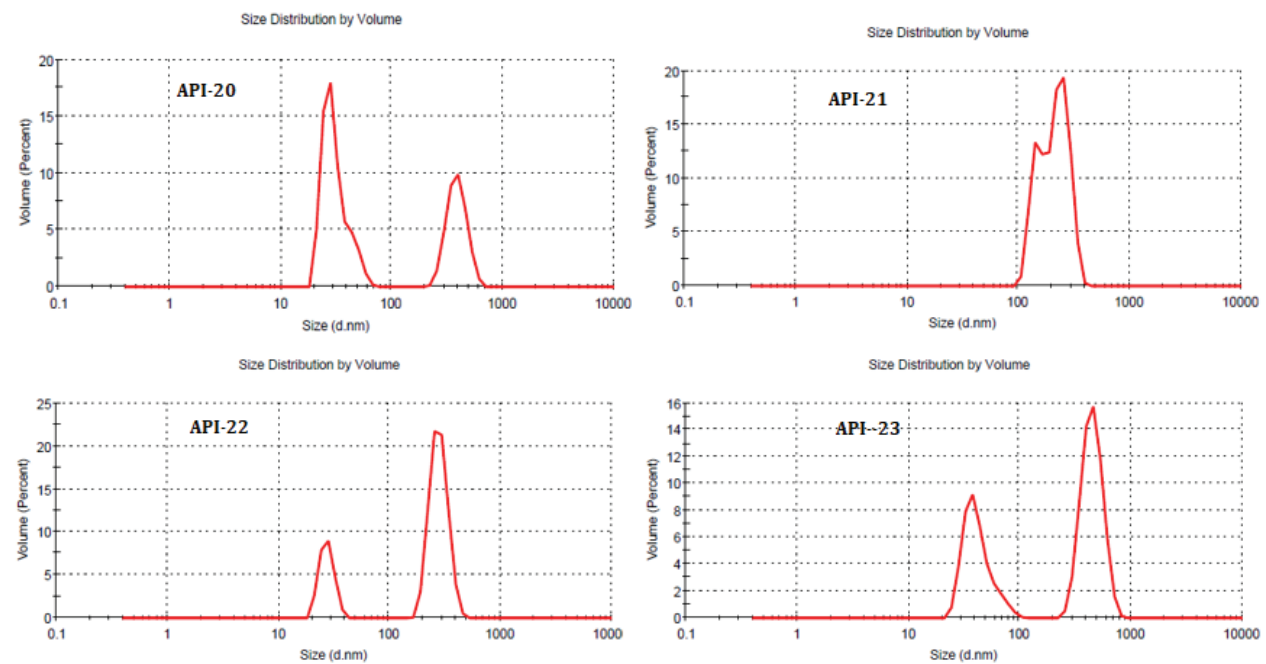 Size Distribution by Volume
20
15
10
5
0
Volume (Percent)
API-20
0.1 1 10 100 1000 10000
Size (d.nm)
Size Distribution by Volume
20
15
10
5
0
Volume (Percent)
API-21
0.1 1 10 100 1000 10000
Size (d.nm)
Size Distribution by Volume
25
20
15
10
5
0
Volume (Percent)
API-22
0.1 1 10 100 1000 10000
Size (d.nm)
Size Distribution by Volume
16
14
12
10
8
6
4
2
0
Volume (Percent)
API--23
0.1 1 10 100 1000 10000
Size (d.nm)